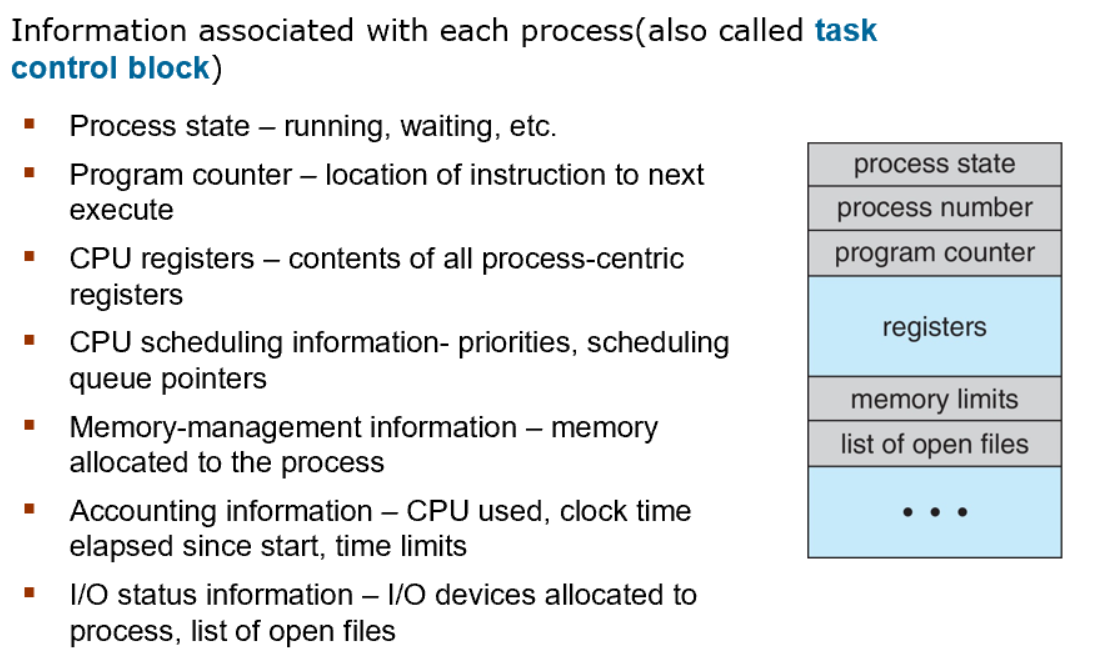 Information associated with each process(also called task
control block)
▪ Process state – running, waiting, etc.
▪ Program counter – location of instruction to next
execute
▪ CPU registers – contents of all process-centric
registers
▪ CPU scheduling information- priorities, scheduling
queue pointers
▪ Memory-management information – memory
allocated to the process
▪ Accounting information – CPU used, clock time
elapsed since start, time limits
▪ I/O status information – I/O devices allocated to
process, list of open files
process state
process number
program counter
registers
memory limits
list of open files
• • •